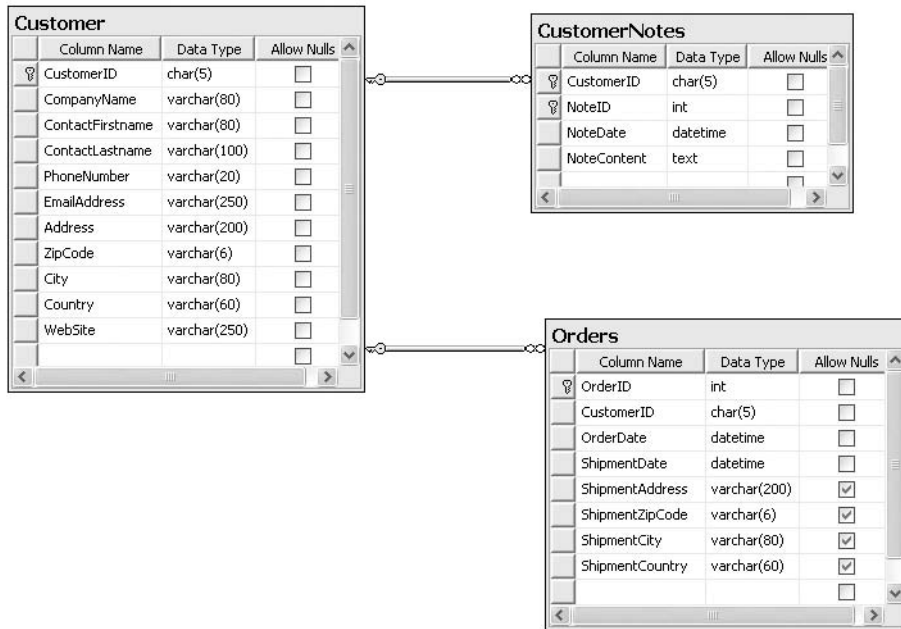 Customer
Column Name Data Type Allow Nulls
CustomerID char(5)
CompanyName varchar(80)
ContactFirstname varchar(80)
ContactLastname varchar(100)
PhoneNumber varchar(20)
EmailAddress varchar(250)
Address varchar(200)
ZipCode varchar(6)
City varchar(80)
Country varchar(60)
WebSite varchar(250)
CustomerNotes
Column Name Data Type Allow Nulls
CustomerID char(5)
NoteID int
NoteDate datetime
NoteContent text
Orders
Column Name Data Type Allow Nulls
OrderID int
CustomerID char(5)
OrderDate datetime
ShipmentDate datetime
ShipmentAddress varchar(200)
ShipmentZipCode varchar(6)
ShipmentCity varchar(80)
ShipmentCountry varchar(60)